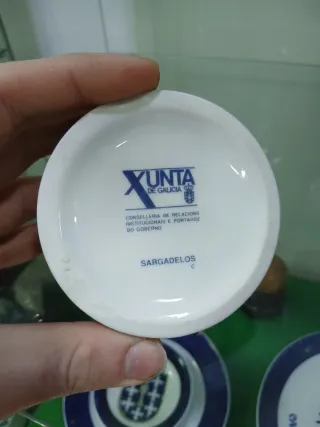 XUNTA
DE GALICIA
CONSELLERIA DE RELACIONS
INSTITUCIONAIS E PORTAVOZ
DO GOBERNO
SARGADELOS
C